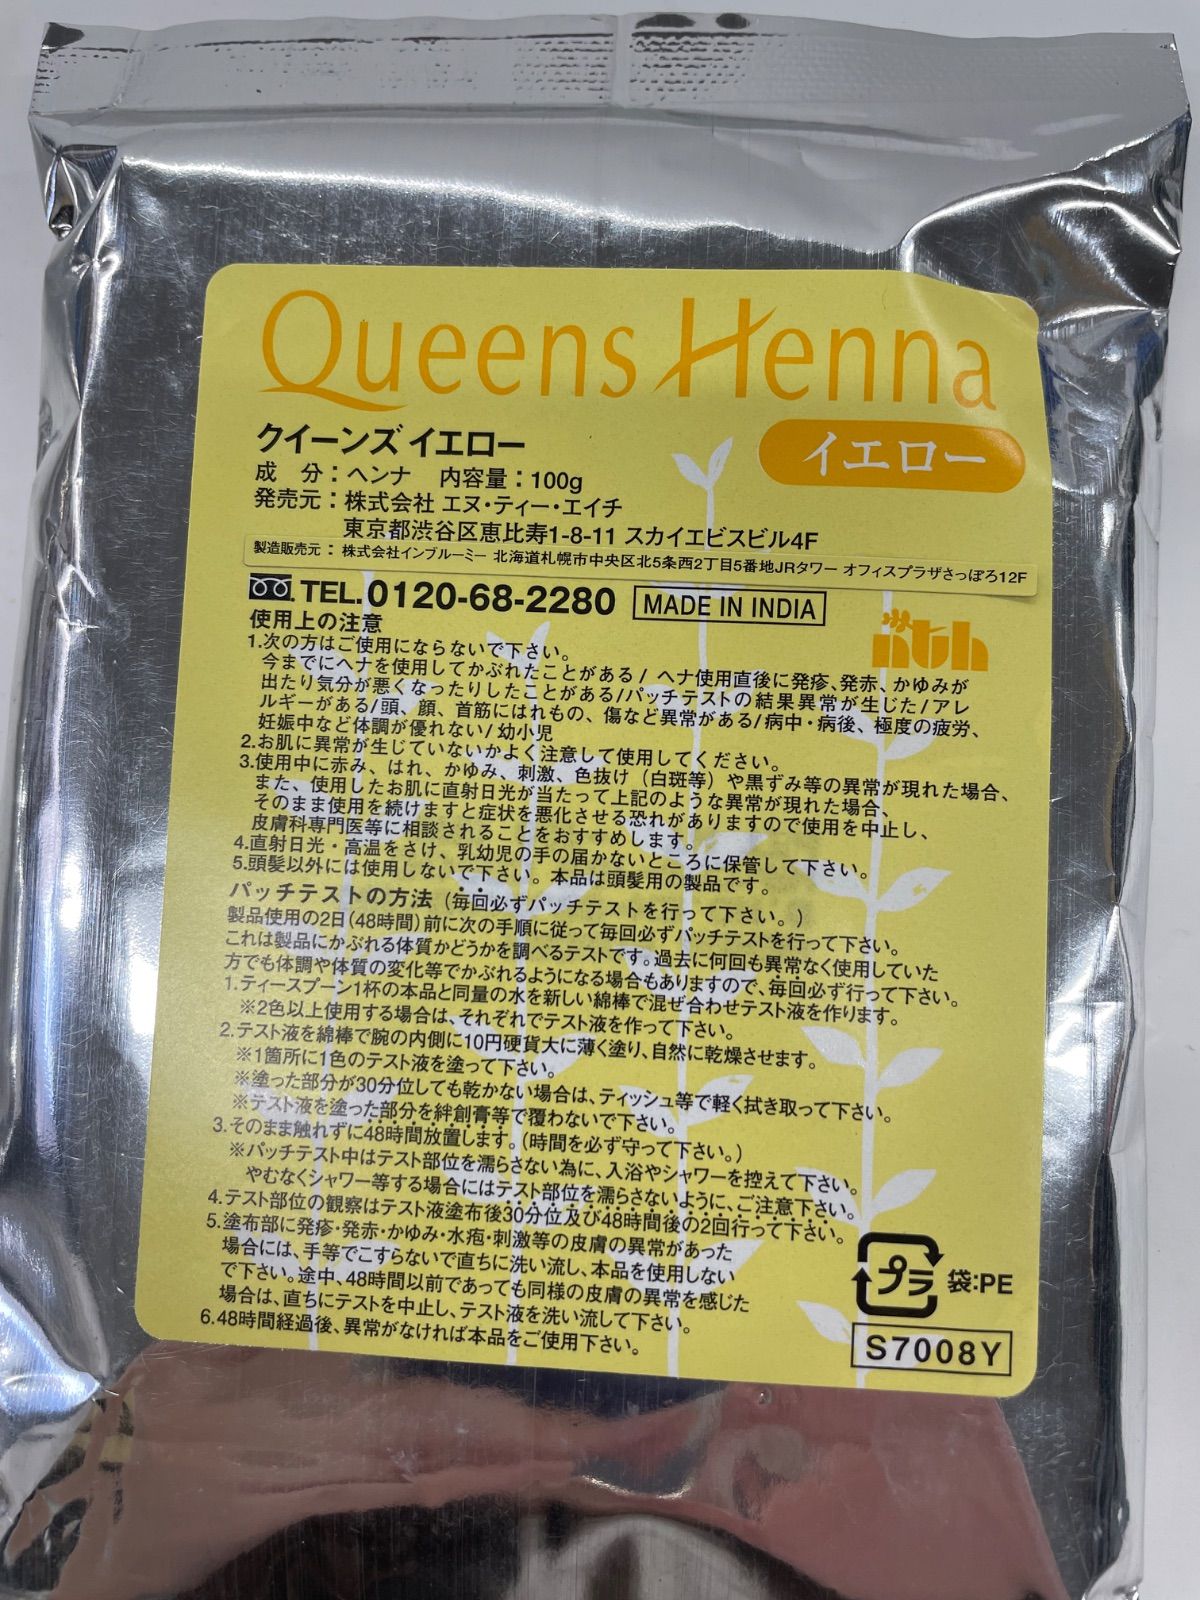 Queens Henna
クイーンズ イエロー
イエロー
成　分：ヘンナ　内容量：100g
発売元：株式会社 エヌ・ティー・エイチ
東京都渋谷区恵比寿1-8-11 スカイエビスビル4F
製造販売元：株式会社インブルーミー 北海道札幌市中央区北5条西2丁目5番地JRタワー オフィスプラザさっぽろ12F
TEL.0120-68-2280 MADE IN INDIA
nth
使用上の注意
1.次の方はご使用にならないで下さい。
今までにヘナを使用してかぶれたことがある/ ヘナ使用直後に発疹、発赤、かゆみが
出たり気分が悪くなったりしたことがある/パッチテストの結果異常が生じた/アレ
ルギーがある/頭、顔、首筋にはれもの、傷など異常がある/病中・病後、極度の疲労、
妊娠中など体調が優れない/ 幼小児
2.お肌に異常が生じていないかよく注意して使用してください。
3.使用中に赤み、はれ、かゆみ、刺激、色抜け（白斑等）や黒ずみ等の異常が現れた場合、
また、使用したお肌に直射日光が当たって上記のような異常が現れた場合、
そのまま使用を続けますと症状を悪化させる恐れがありますので使用を中止し、
皮膚科専門医等に相談されることをおすすめします。
4.直射日光・高温をさけ、乳幼児の手の届かないところに保管して下さい。
5.頭髪以外には使用しないで下さい。本品は頭髪用の製品です。
パッチテストの方法（毎回必ずパッチテストを行って下さい。）
製品使用の2日(48時間)前に次の手順に従って毎回必ずパッチテストを行って下さい。
これは製品にかぶれる体質かどうかを調べるテストです。過去に何回も異常なく使用していた
方でも体調や体質の変化等でかぶれるようになる場合もありますので、毎回必ず行って下さい。
1.ティースプーン1杯の本品と同量の水を新しい綿棒で混ぜ合わせテスト液を作ります。
※2色以上使用する場合は、それぞれでテスト液を作って下さい。
2.テスト液を綿棒で腕の内側に10円硬貨大に薄く塗り、自然に乾燥させます。
※1箇所に1色のテスト液を塗って下さい。
※塗った部分が30分位しても乾かない場合は、ティッシュ等で軽く拭き取って下さい。
※テスト液を塗った部分を絆創膏等で覆わないで下さい。
3.そのまま触れずに48時間放置します。(時間を必ず守って下さい。)
※パッチテスト中はテスト部位を濡らさない為に、入浴やシャワーを控えて下さい。
やむなくシャワー等する場合にはテスト部位を濡らさないように、ご注意下さい。
4.テスト部位の観察はテスト液塗布後30分位及び48時間後の2回行って下さい。
5.塗布部に発疹・発赤・かゆみ・水疱・刺激等の皮膚の異常があった
場合には、手等でこすらないで直ちに洗い流し、本品を使用しない
で下さい。途中、48時間以前であっても同様の皮膚の異常を感じた
場合は、直ちにテストを中止し、テスト液を洗い流して下さい。
6.48時間経過後、異常がなければ本品をご使用下さい。
プラ 袋:PE
S7008Y